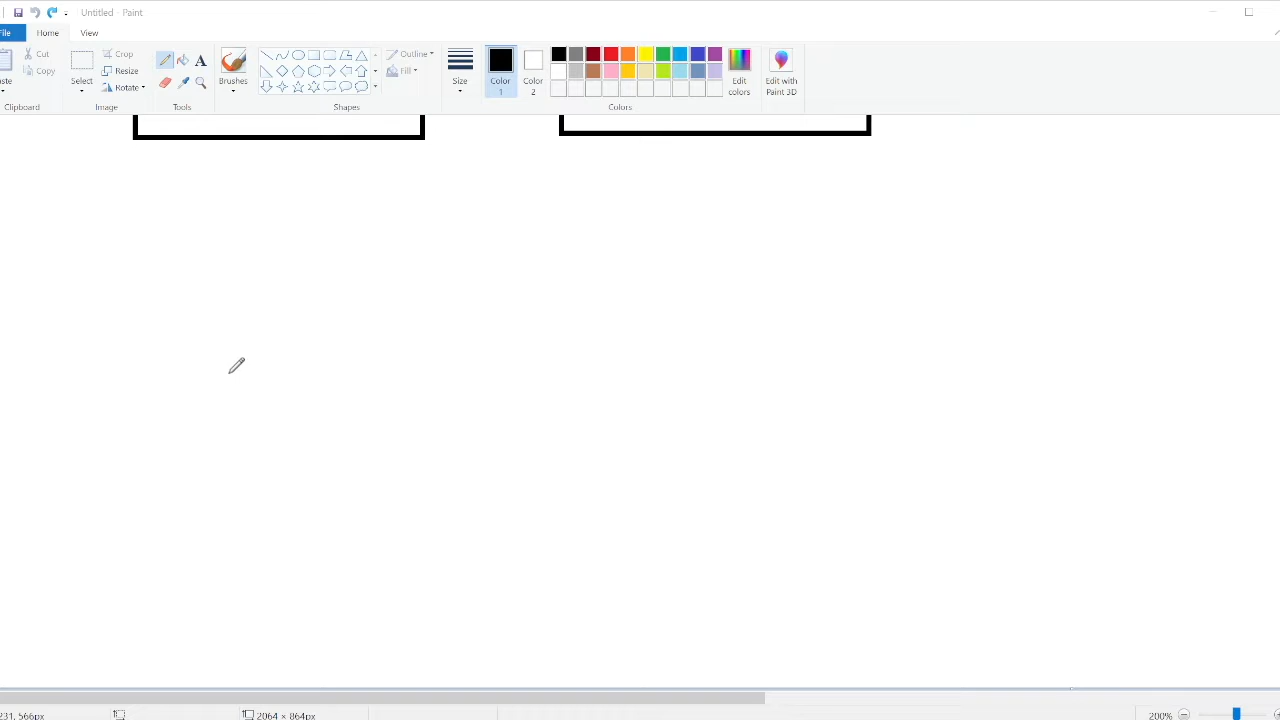 Untitled - Paint
File Home View
Paste Cut Copy Select Crop Resize Rotate A Brushes Outline Fill Size Color 1 Color 2 Edit colors Edit with Paint 3D
Clipboard Image Tools Shapes Colors
231, 566px 2064 × 864px 200%